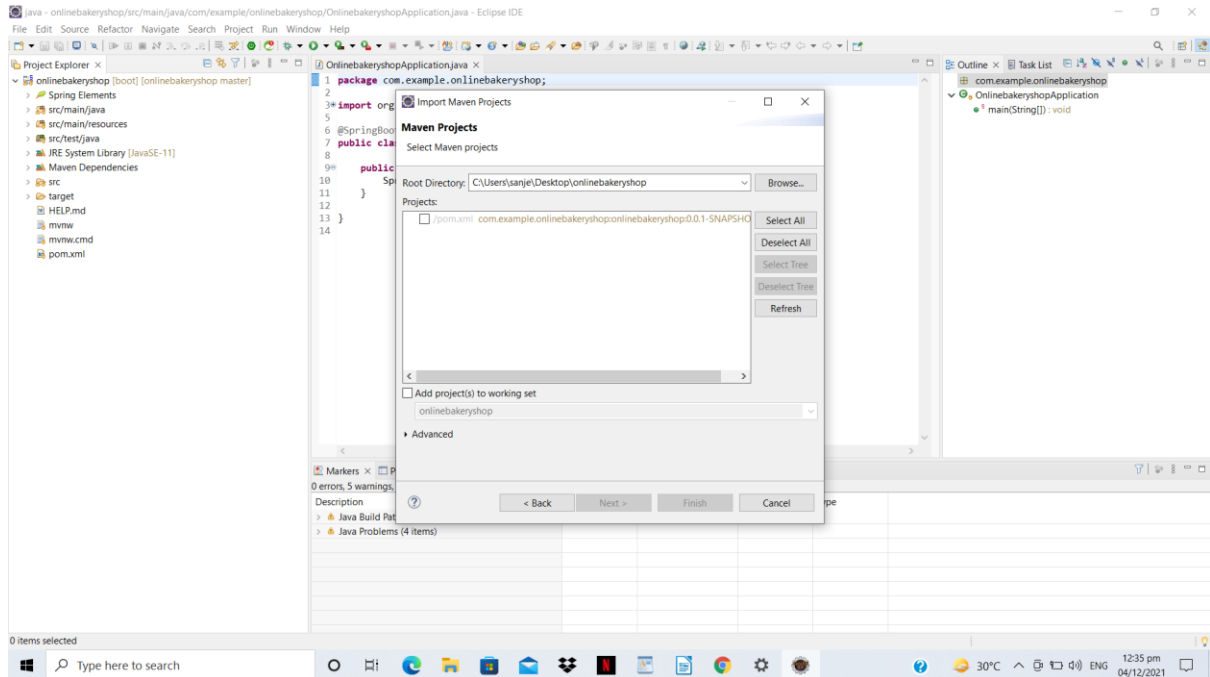 java - onlinebakeryshop/src/main/java/com/example/onlinebakeryshop/OnlinebakeryshopApplication.java - Eclipse IDE
File Edit Source Refactor Navigate Search Project Run Window Help
Project Explorer
onlinebakeryshop [boot] [onlinebakeryshop master]
Spring Elements
src/main/java
src/main/resources
src/test/java
JRE System Library [JavaSE-11]
Maven Dependencies
src
target
HELP.md
mvnw
mvnw.cmd
pom.xml
OnlinebakeryshopApplication.java
1 package com.example.onlinebakeryshop;
2
3 import org
5
6 @SpringBoo
7 public cla
8
9 public
10 Sp
11 }
12
13 }
14
Import Maven Projects
Maven Projects
Select Maven projects
Root Directory: C:\Users\sanje\Desktop\onlinebakeryshop
Browse...
Projects:
/pom.xml com.example.onlinebakeryshop:onlinebakeryshop:0.0.1-SNAPSHO
Select All
Deselect All
Select Tree
Deselect Tree
Refresh
Add project(s) to working set
onlinebakeryshop
Advanced
< Back Next > Finish Cancel
Outline Task List
com.example.onlinebakeryshop
OnlinebakeryshopApplication
main(String[]) : void
Markers P
0 errors, 5 warnings,
Description ype
Java Build Pat
Java Problems (4 items)
0 items selected
Type here to search
N
30°C ENG 12:35 pm
04/12/2021